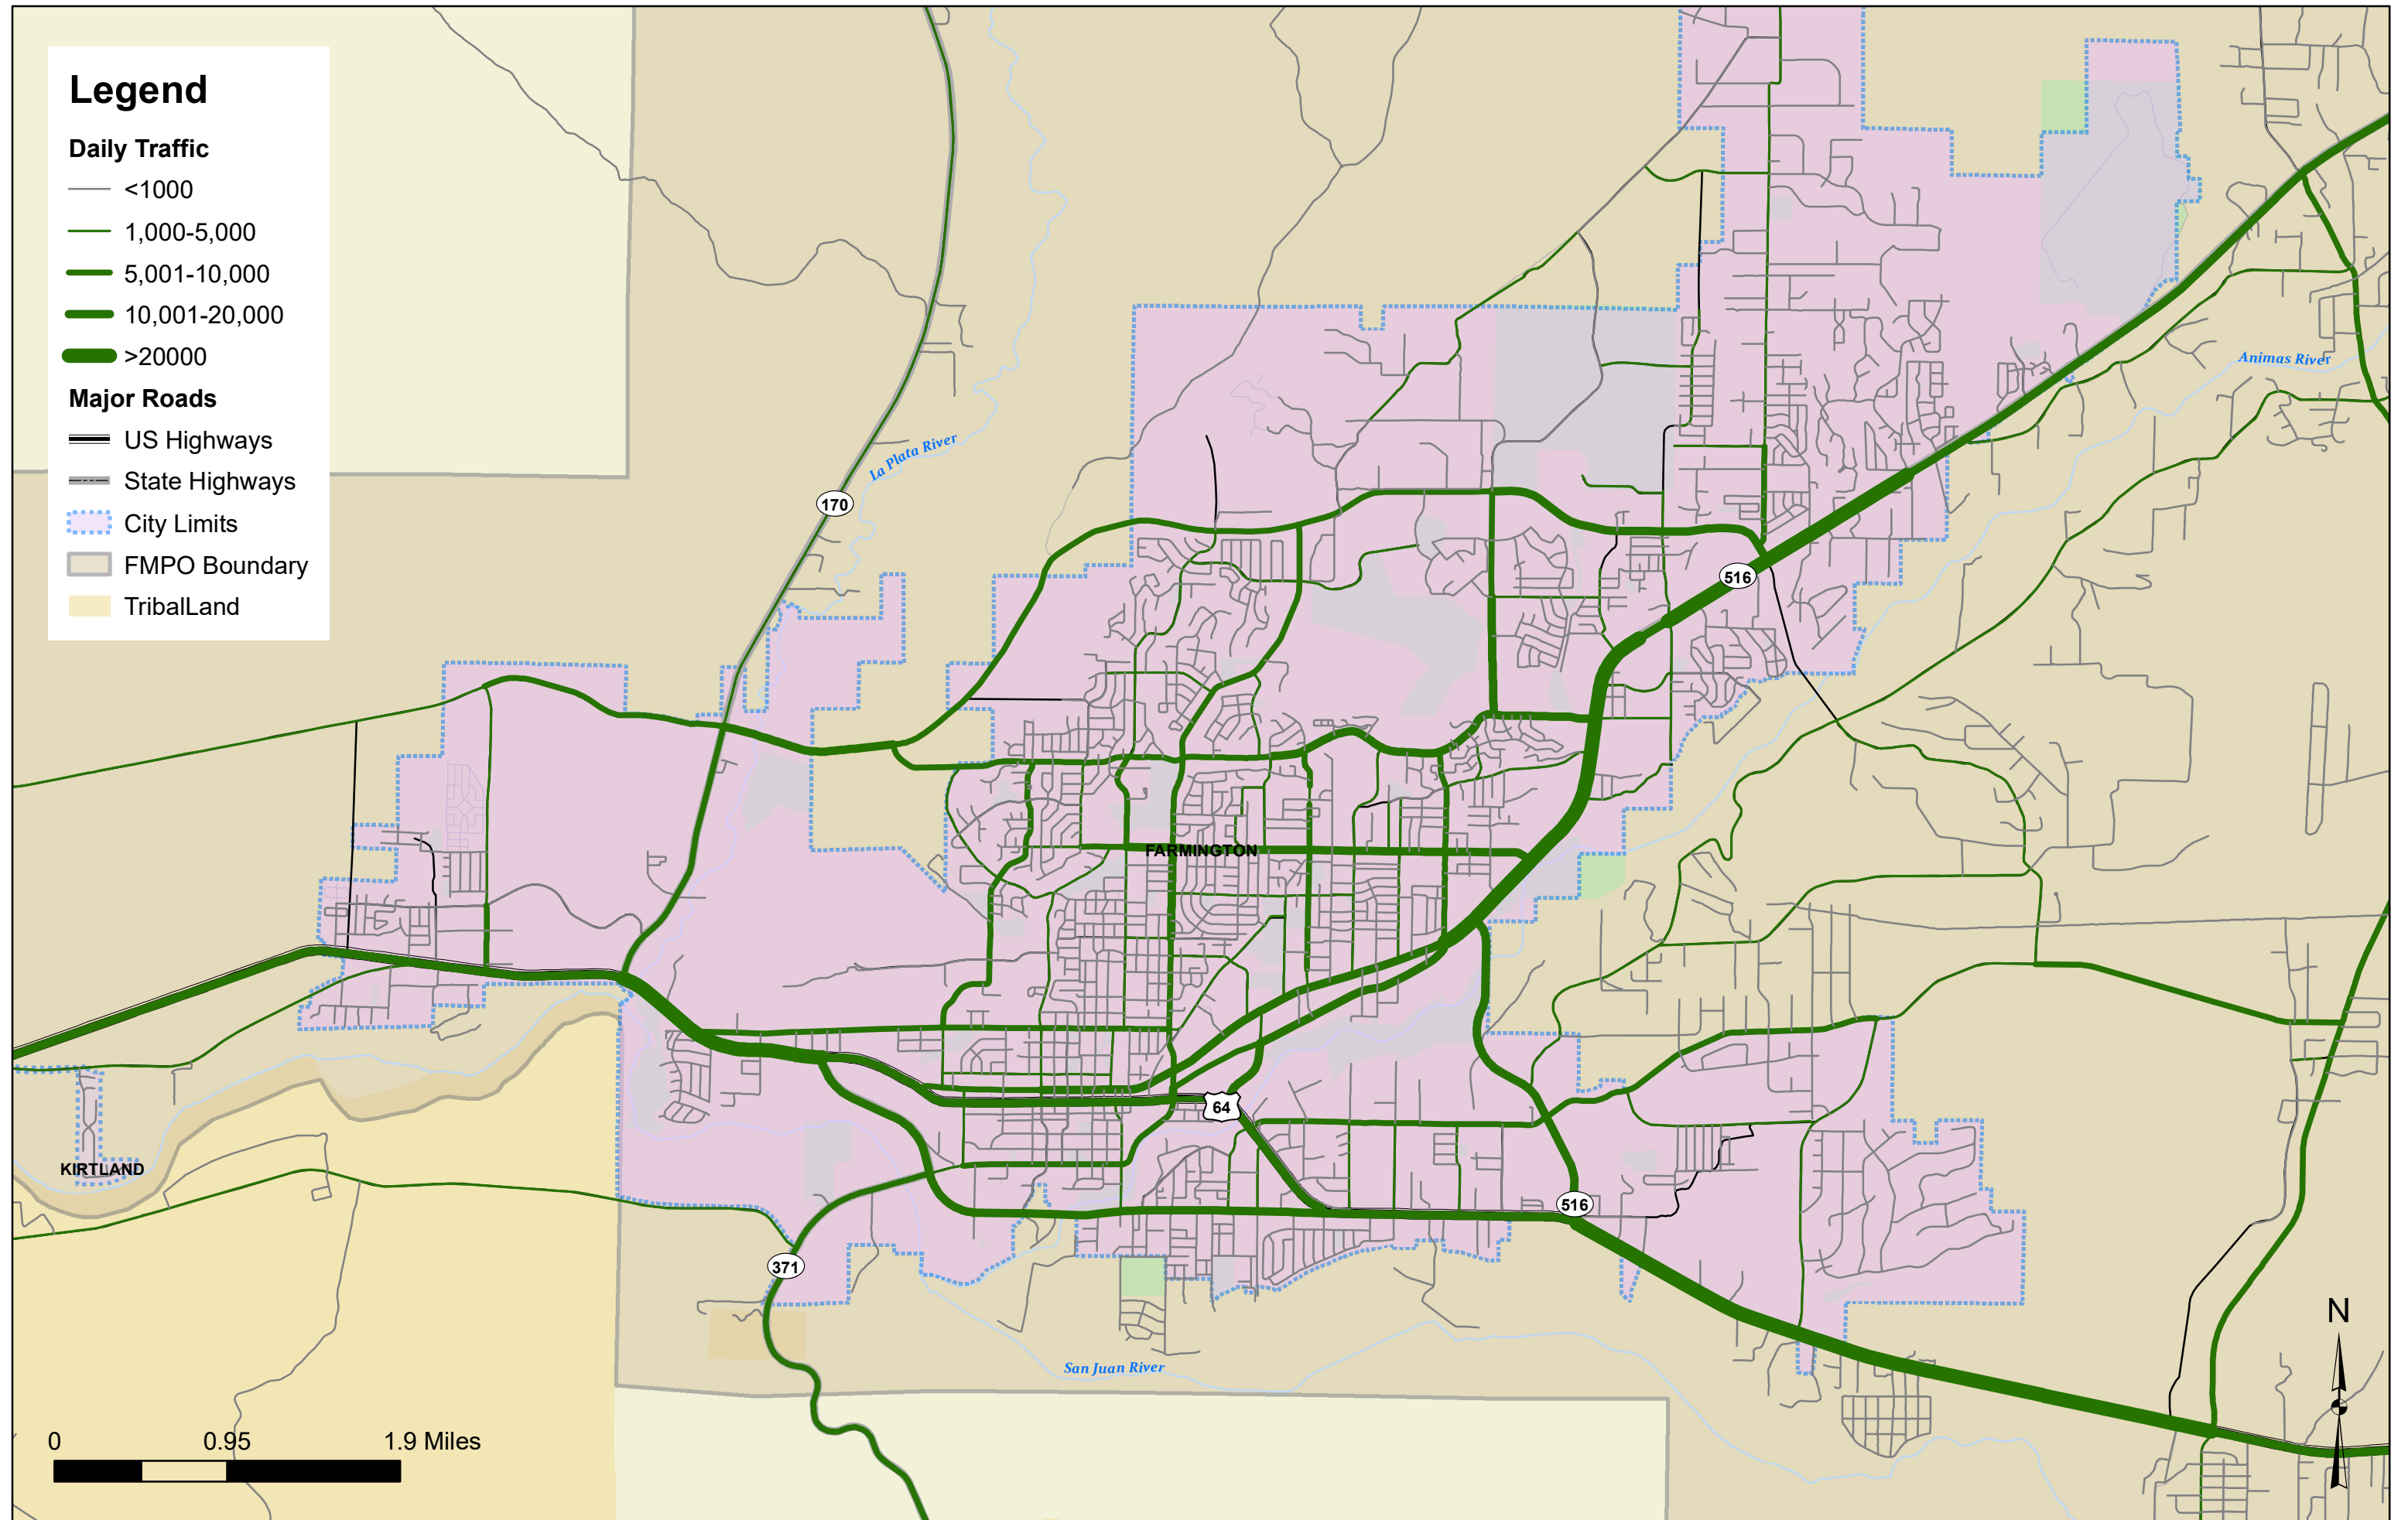 Legend
Daily Traffic
<1000
1,000-5,000
5,001-10,000
10,001-20,000
>20000
Major Roads
US Highways
State Highways
City Limits
FMPO Boundary
TribalLand
Animas River
La Plata River
170
516
FARMINGTON
64
KIRTLAND
516
371
N
San Juan River
0 0.95 1.9 Miles